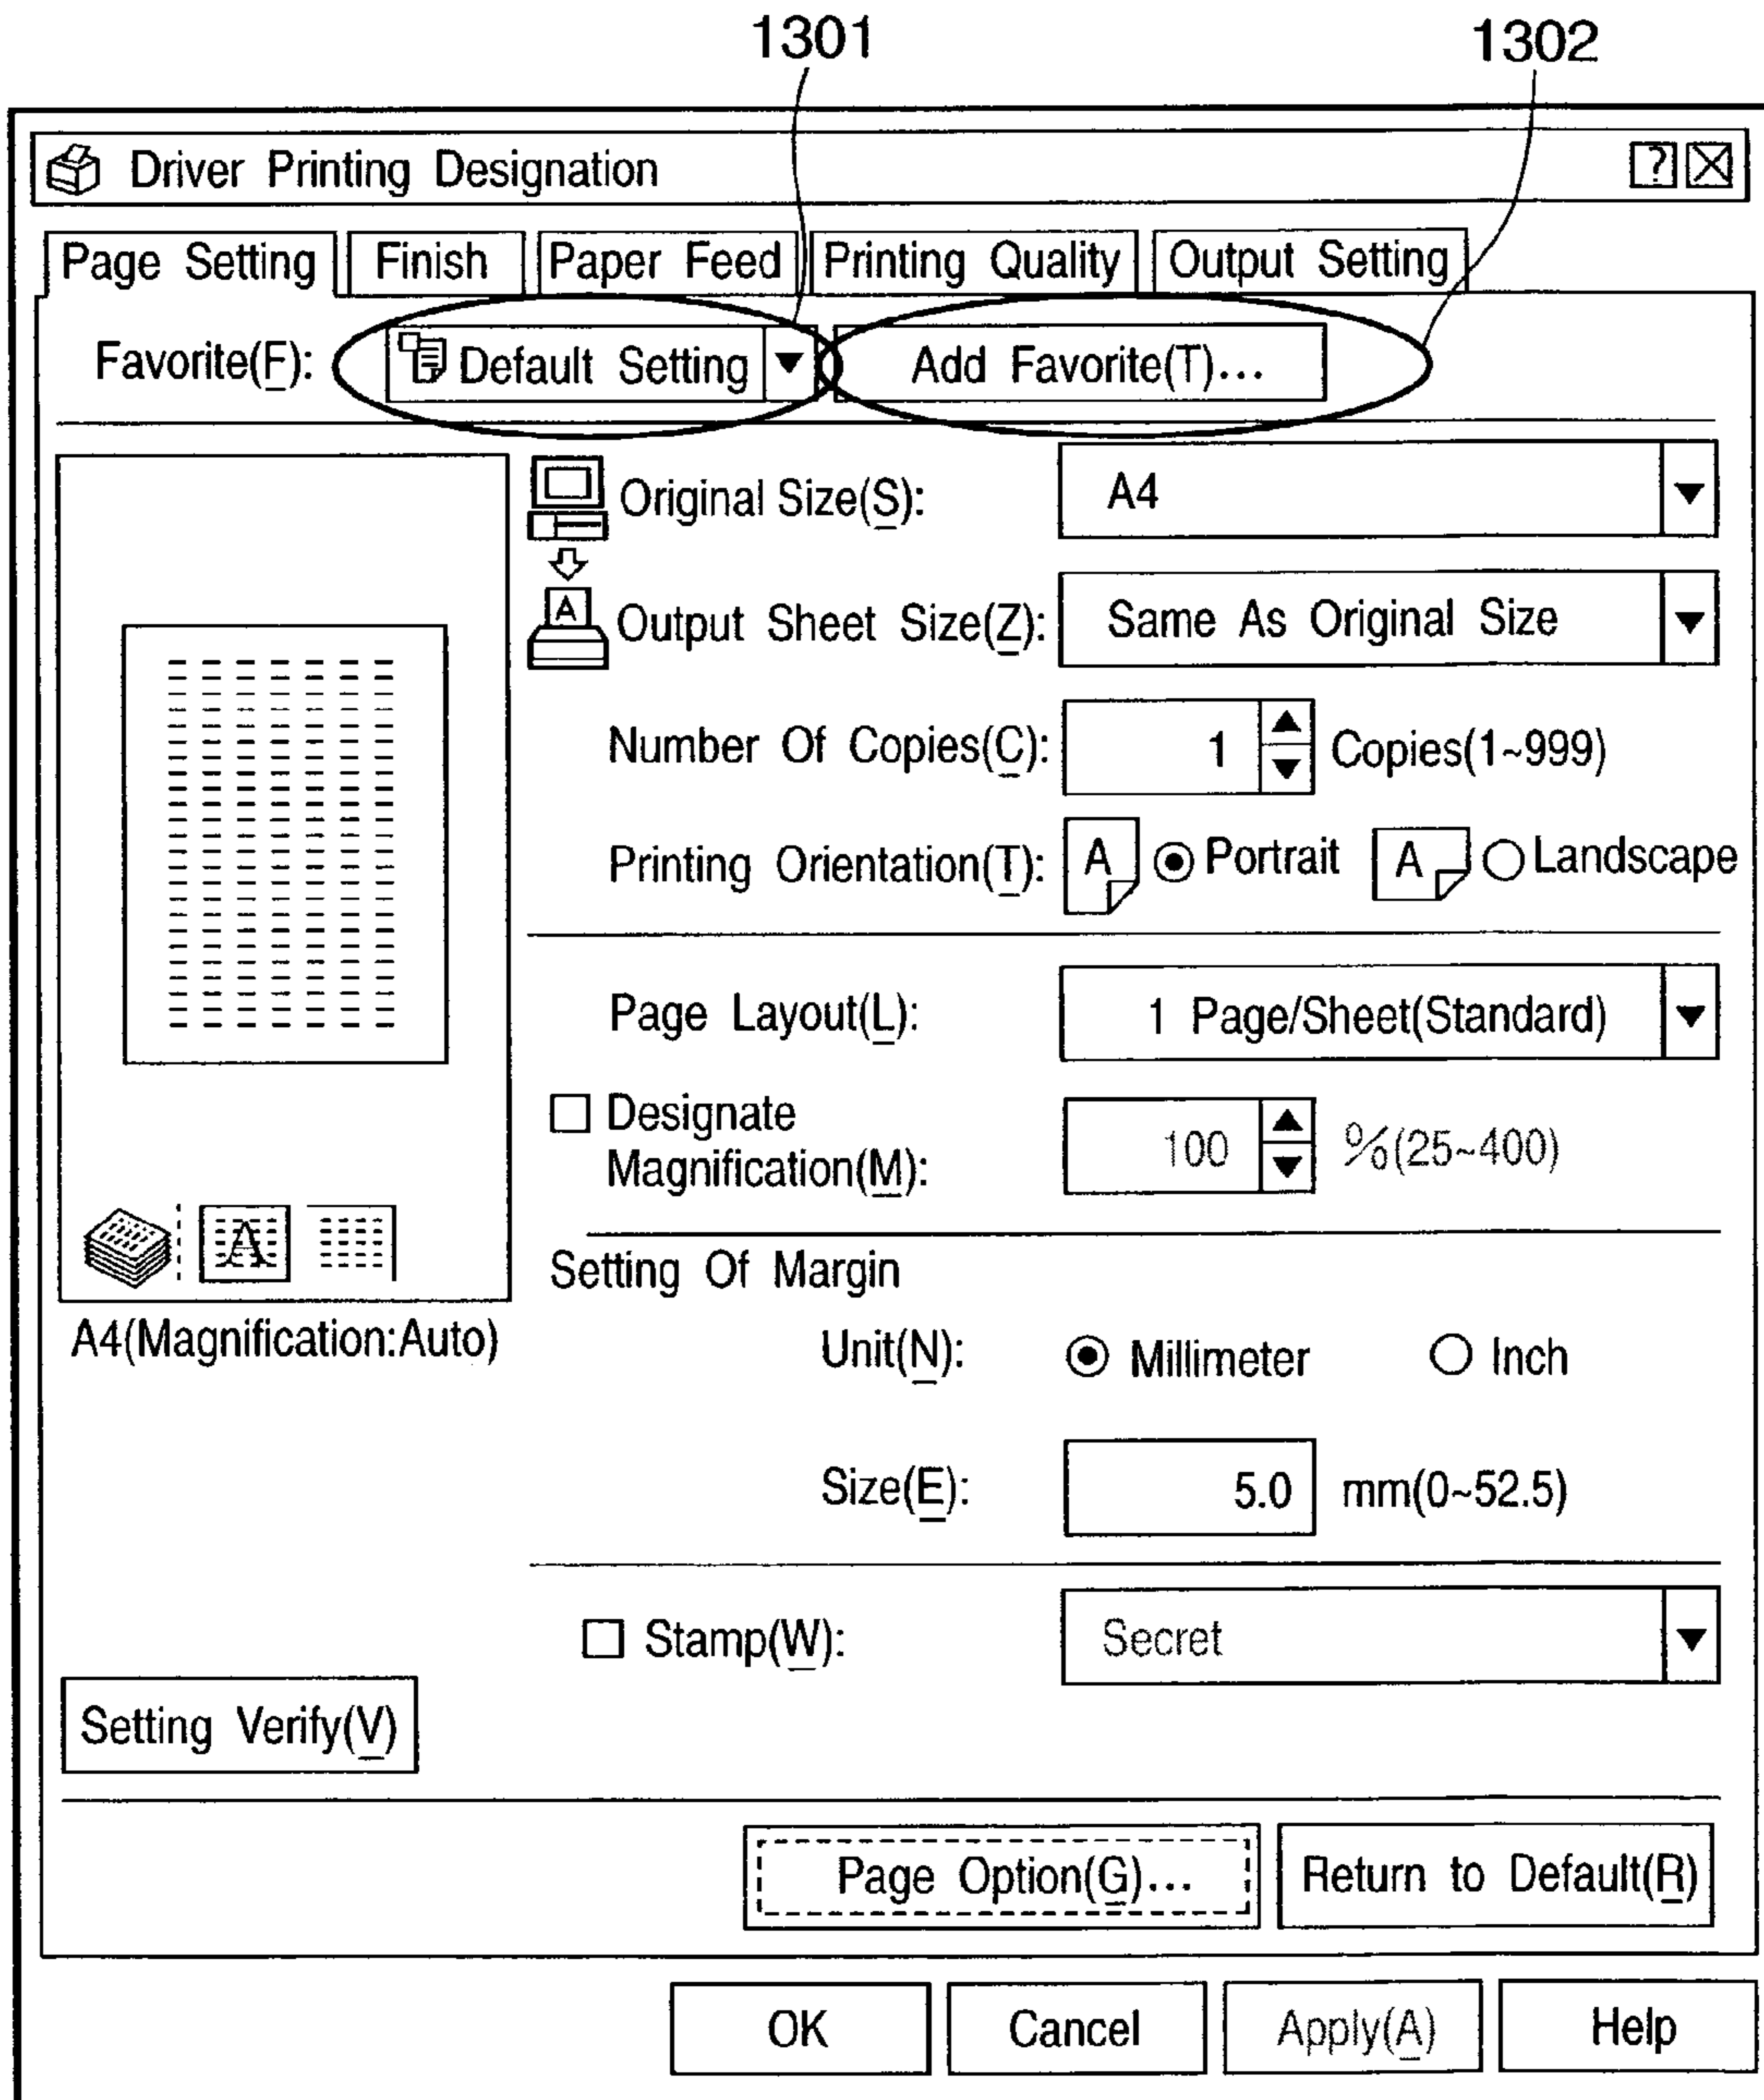 1301 1302
Driver Printing Designation ?
Page Setting Finish Paper Feed Printing Quality Output Setting
Favorite(F): Default Setting Add Favorite(T)...
Original Size(S): A4
A
Output Sheet Size(Z): Same As Original Size
Number Of Copies(C): 1 Copies(1~999)
Printing Orientation(T): A Portrait A Landscape
Page Layout(L): 1 Page/Sheet(Standard)
Designate
Magnification(M): 100 %(25~400)
A
Setting Of Margin
A4(Magnification:Auto)
Unit(N): Millimeter Inch
Size(E): 5.0 mm(0~52.5)
Stamp(W): Secret
Setting Verify(V)
Page Option(G)... Return to Default(R)
OK Cancel Apply(A) Help